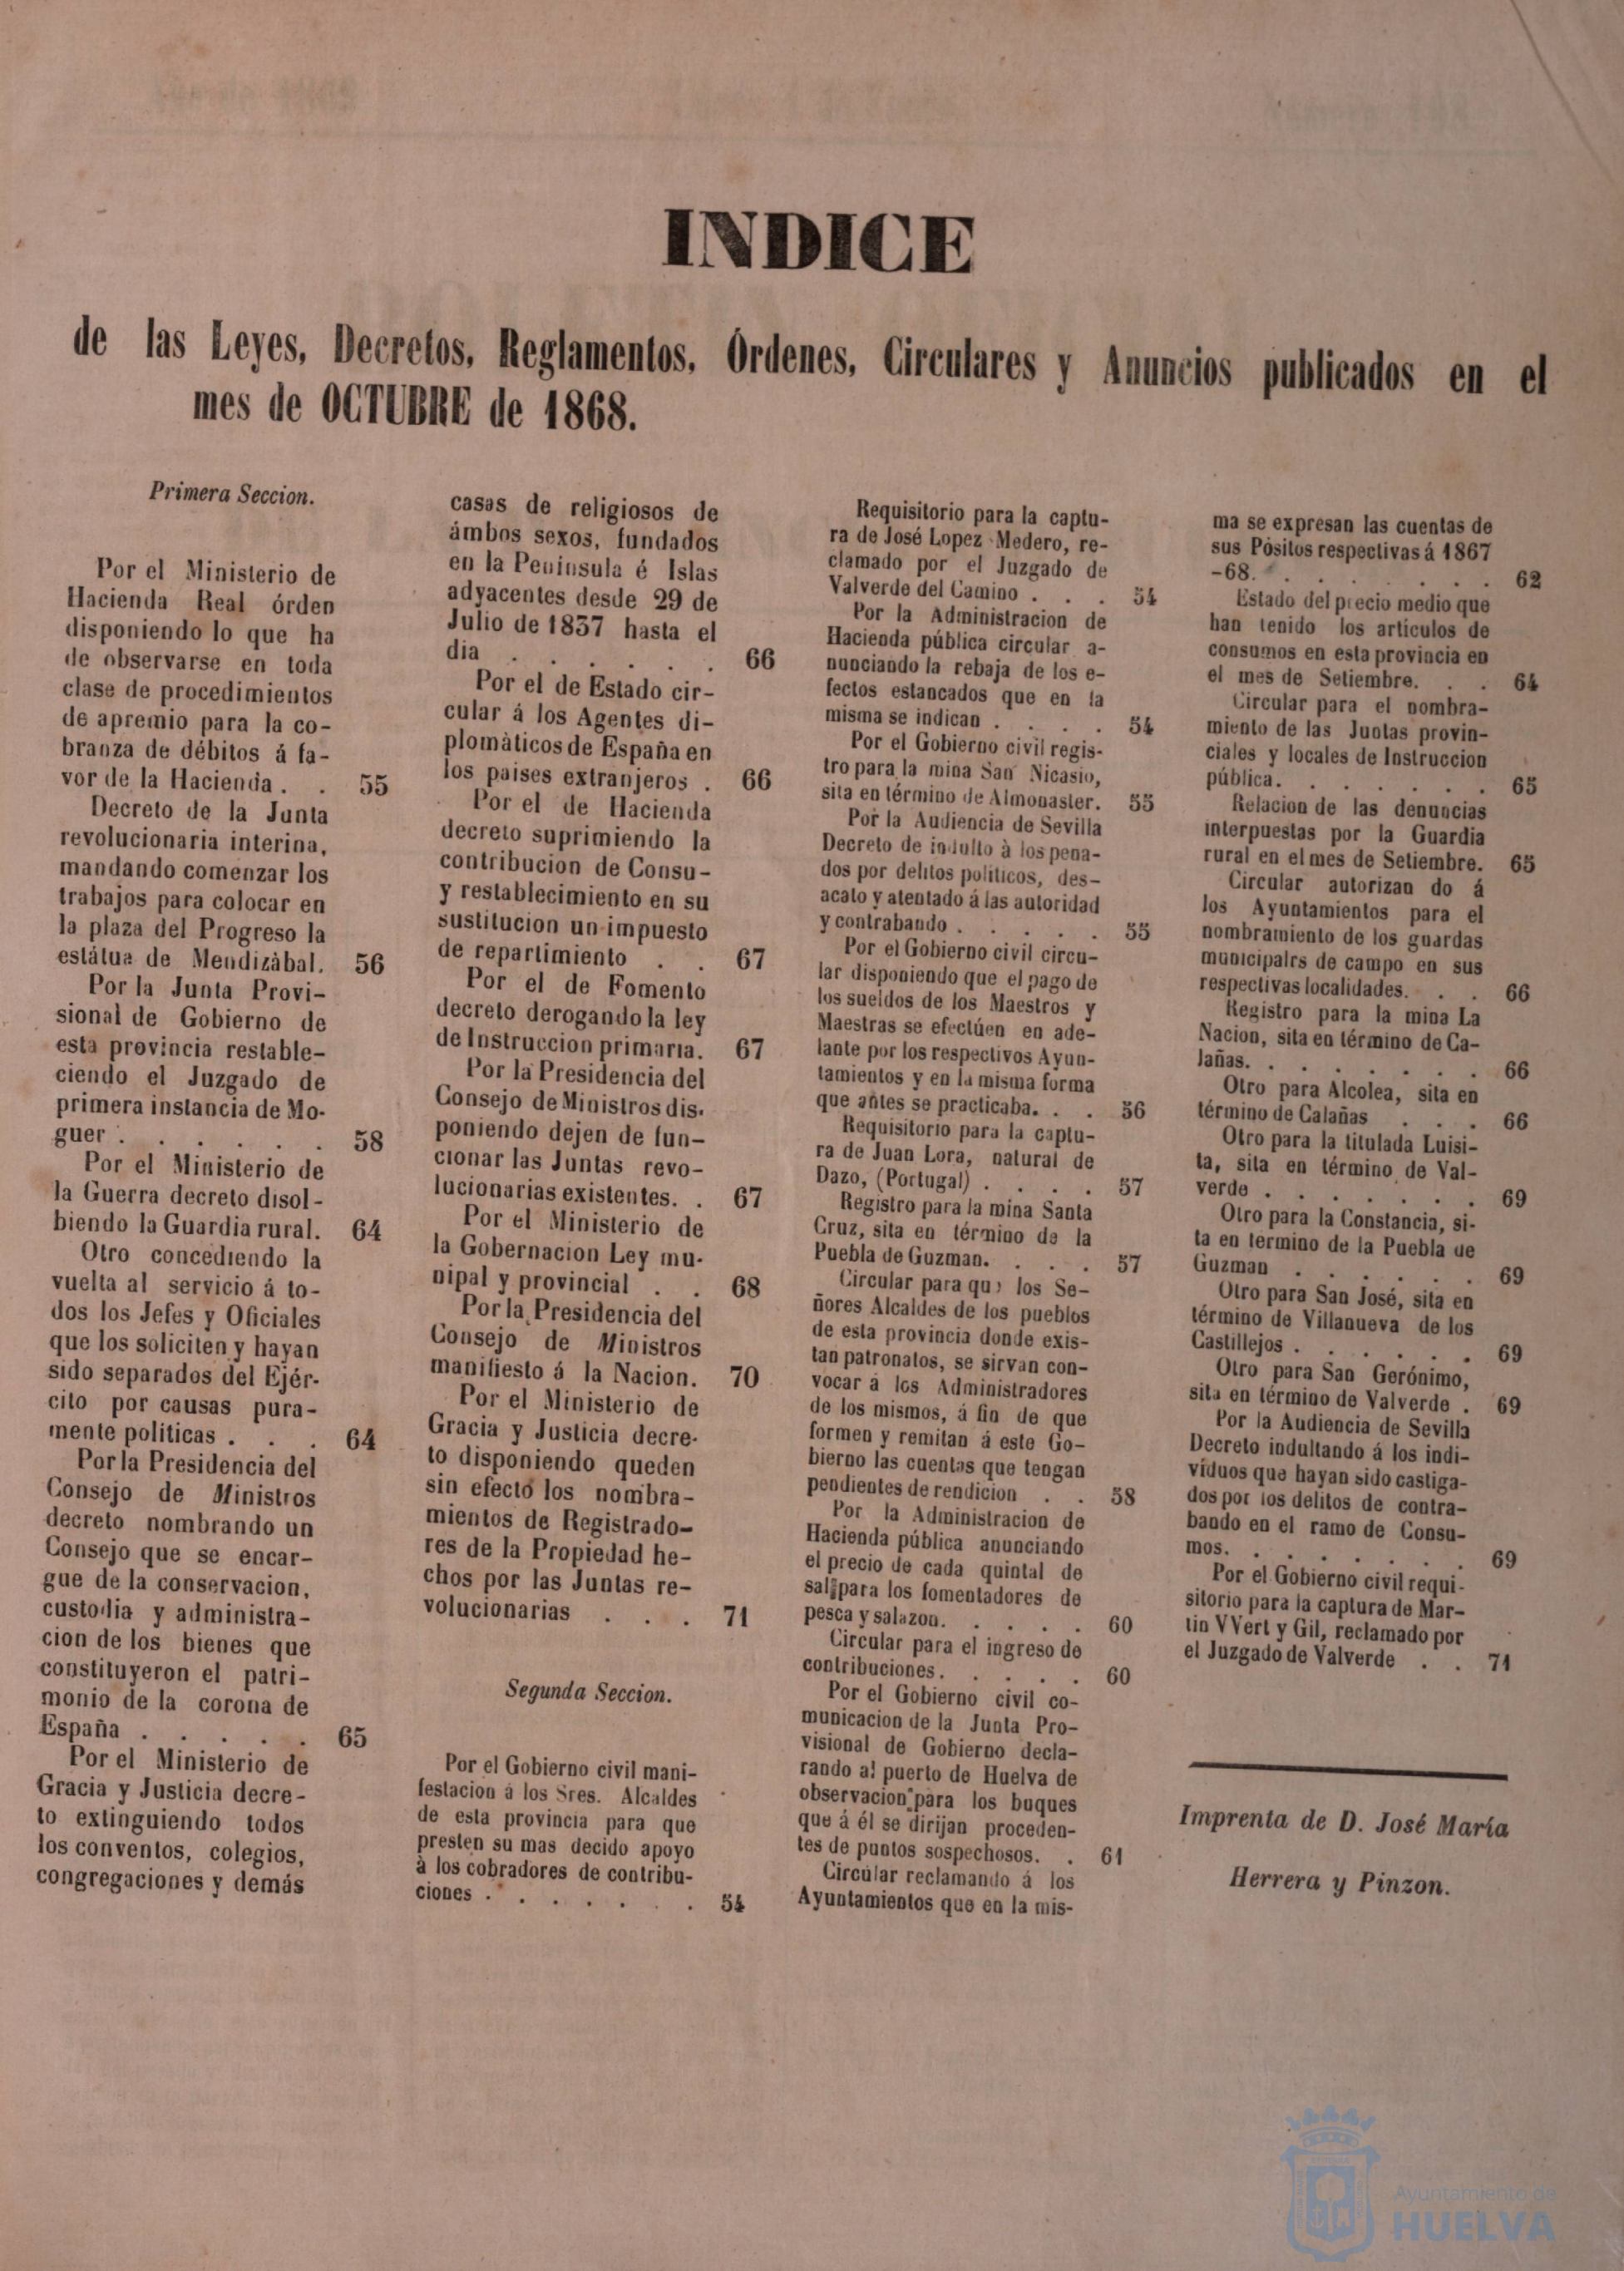 INDICE
de las Leyes, Decretos, Reglamentos, Órdenes, Circulares y Anuncios publicados en el
mes de OCTUBRE de 1868.
Primera Seccion.
Por el Ministerio de
Hacienda Real órden
disponiendo lo que ha
de observarse en toda
clase de procedimientos
de apremio para la co-
branza de débitos á fa-
vor de la Hacienda. . 55
Decreto de la Junta
revolucionaria interina,
mandando comenzar los
trabajos para colocar en
la plaza del Progreso la
estátua de Mendizàbal. 56
Por la Junta Provi-
sional de Gobierno de
esta provincia restable-
ciendo el Juzgado de
primera instancia de Mo-
guer . . . . . . 58
Por el Ministerio de
la Guerra decreto disol-
biendo la Guardia rural. 64
Otro concediendo la
vuelta al servicio á to-
dos los Jefes y Oficiales
que los soliciten y hayan
sido separados del Ejér-
cito por causas pura-
mente politicas . . . 64
Por la Presidencia del
Consejo de Ministros
decreto nombrando un
Consejo que se encar-
gue de la conservacion,
custodia y administra-
cion de los bienes que
constituyeron el patri-
monio de la corona de
España . . . . . 65
Por el Ministerio de
Gracia y Justicia decre-
to extinguiendo todos
los conventos, colegios,
congregaciones y demás
casas de religiosos de
ámbos sexos, fundados
en la Peninsula é Islas
adyacentes desde 29 de
Julio de 1837 hasta el
dia . . . . . . 66
Por el de Estado cir-
cular á los Agentes di-
plomàticos de España en
los paises extranjeros . 66
Por el de Hacienda
decreto suprimiendo la
contribucion de Consu-
y restablecimiento en su
sustitucion un impuesto
de repartimiento . . 67
Por el de Fomento
decreto derogando la ley
de Instruccion primaria. 67
Por la Presidencia del
Consejo de Ministros dis-
poniendo dejen de fun-
cionar las Juntas revo-
lucionarias existentes. . 67
Por el Ministerio de
la Gobernacion Ley mu-
nipal y provincial . . 68
Por la Presidencia del
Consejo de Ministros
manifiesto á la Nacion. 70
Por el Ministerio de
Gracia y Justicia decre-
to disponiendo queden
sin efecto los nombra-
mientos de Registrado-
res de la Propiedad he-
chos por las Juntas re-
volucionarias . . . 71
Segunda Seccion.
Por el Gobierno civil mani-
festacion á los Sres. Alcaldes
de esta provincia para que
presten su mas decido apoyo
à los cobradores de contribu-
ciones . . . . . . . 54
Requisitorio para la captu-
ra de José Lopez Medero, re-
clamado por el Juzgado de
Valverde del Camino . . . 54
Por la Administracion de
Hacienda pública circular a-
nunciando la rebaja de los e-
fectos estancados que en la
misma se indican . . . . 54
Por el Gobierno civil regis-
tro para la mina San Nicasio,
sita en término de Almonaster. 55
Por la Audiencia de Sevilla
Decreto de indulto à los pena-
dos por delitos politicos, des-
acato y atentado á las autoridad
y contrabando . . . . . 55
Por el Gobierno civil circu-
lar disponiendo que el pago de
los sueldos de los Maestros y
Maestras se efectúen en ade-
lante por los respectivos Ayun-
tamientos y en la misma forma
que antes se practicaba. . . 56
Requisitorio para la captu-
ra de Juan Lora, natural de
Dazo, (Portugal) . . . . 57
Registro para la mina Santa
Cruz, sita en término de la
Puebla de Guzman. . . . 57
Circular para que los Se-
ñores Alcaldes de los pueblos
de esta provincia donde exis-
tan patronatos, se sirvan con-
vocar à los Administradores
de los mismos, á fin de que
formen y remitan á este Go-
bierno las cuentas que tengan
pendientes de rendicion . . 58
Por la Administracion de
Hacienda pública anunciando
el precio de cada quintal de
sal para los fomentadores de
pesca y salazon. . . . . 60
Circular para el ingreso de
contribuciones. . . . . 60
Por el Gobierno civil co-
municacion de la Junta Pro-
visional de Gobierno decla-
rando al puerto de Huelva de
observacion para los buques
que á él se dirijan proceden-
tes de puntos sospechosos. . 61
Circular reclamando á los
Ayuntamientos que en la mis-
ma se expresan las cuentas de
sus Pósitos respectivas á 1867
-68. . . . . . . 62
Estado del precio medio que
han tenido los artículos de
consumos en esta provincia en
el mes de Setiembre. . . 64
Circular para el nombra-
miento de las Juntas provin-
ciales y locales de Instruccion
pública. . . . . . . 65
Relacion de las denuncias
interpuestas por la Guardia
rural en el mes de Setiembre. 65
Circular autorizan do á
los Ayuntamientos para el
nombramiento de los guardas
municipalrs de campo en sus
respectivas localidades. . . 66
Registro para la mina La
Nacion, sita en término de Ca-
lañas. . . . . . . 66
Otro para Alcolea, sita en
término de Calañas . . . 66
Otro para la titulada Luisi-
ta, sita en término de Val-
verde . . . . . . . 69
Otro para la Constancia, si-
ta en termino de la Puebla de
Guzman . . . . . . 69
Otro para San José, sita en
término de Villanueva de los
Castillejos . . . . . . 69
Otro para San Gerónimo,
sita en término de Valverde . 69
Por la Audiencia de Sevilla
Decreto indultando á los indi-
viduos que hayan sido castiga-
dos por los delitos de contra-
bando en el ramo de Consu-
mos. . . . . . . 69
Por el Gobierno civil requi-
sitorio para la captura de Mar-
tin VVert y Gil, reclamado por
el Juzgado de Valverde . . 71
Imprenta de D. José María
Herrera y Pinzon.
Ayuntamiento de
HUELVA